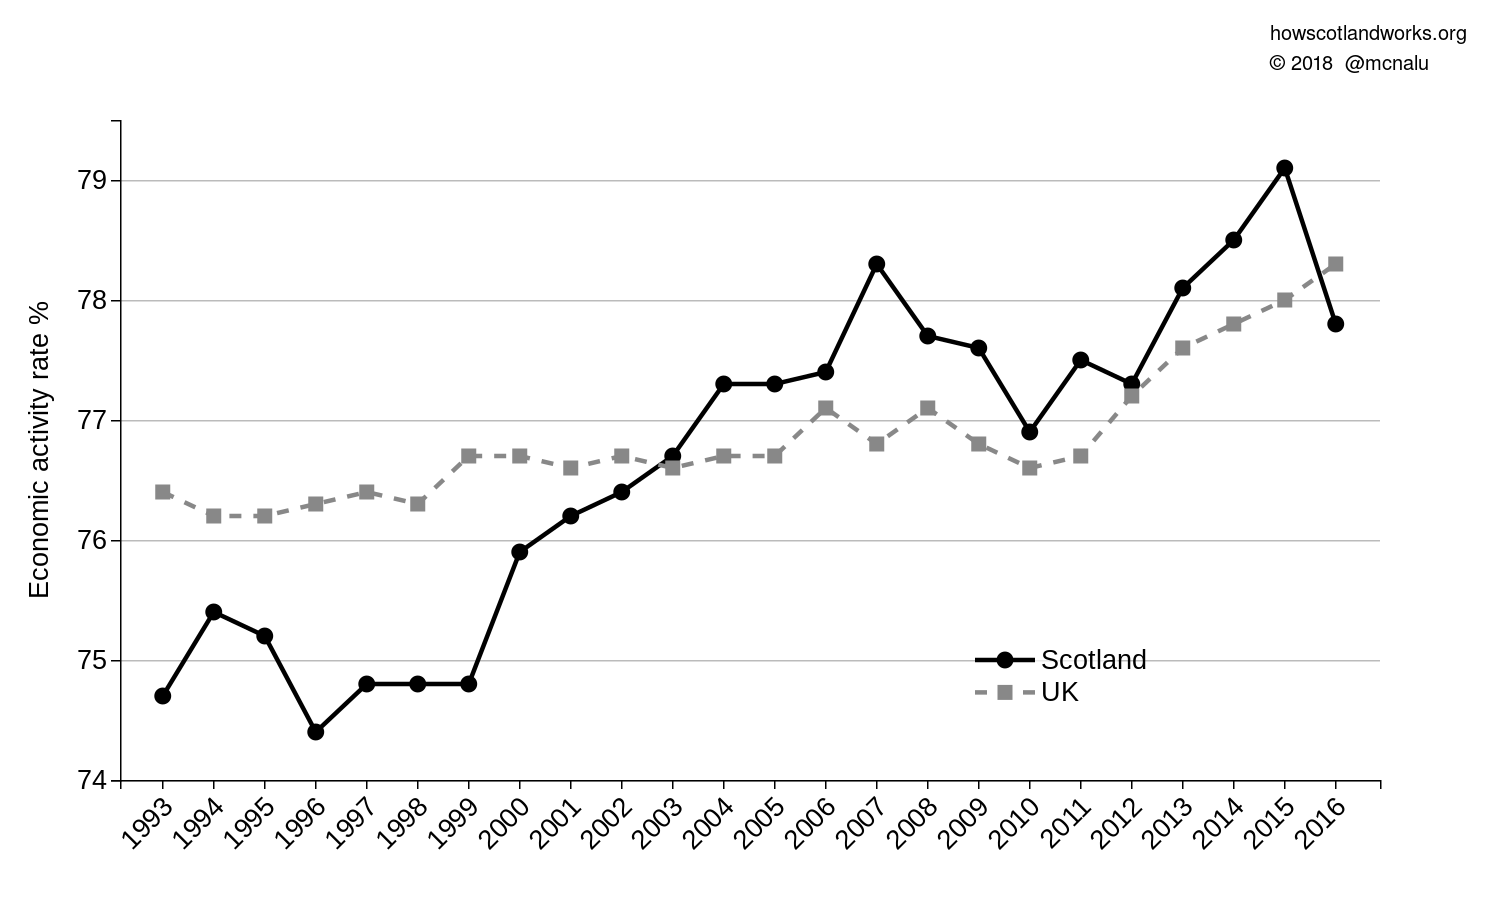 howscotlandworks.org
© 2018 @mcnalu
Economic activity rate %
79
78
77
76
75
74
Scotland
UK
1993 1994 1995 1996 1997 1998 1999 2000 2001 2002 2003 2004 2005 2006 2007 2008 2009 2010 2011 2012 2013 2014 2015 2016